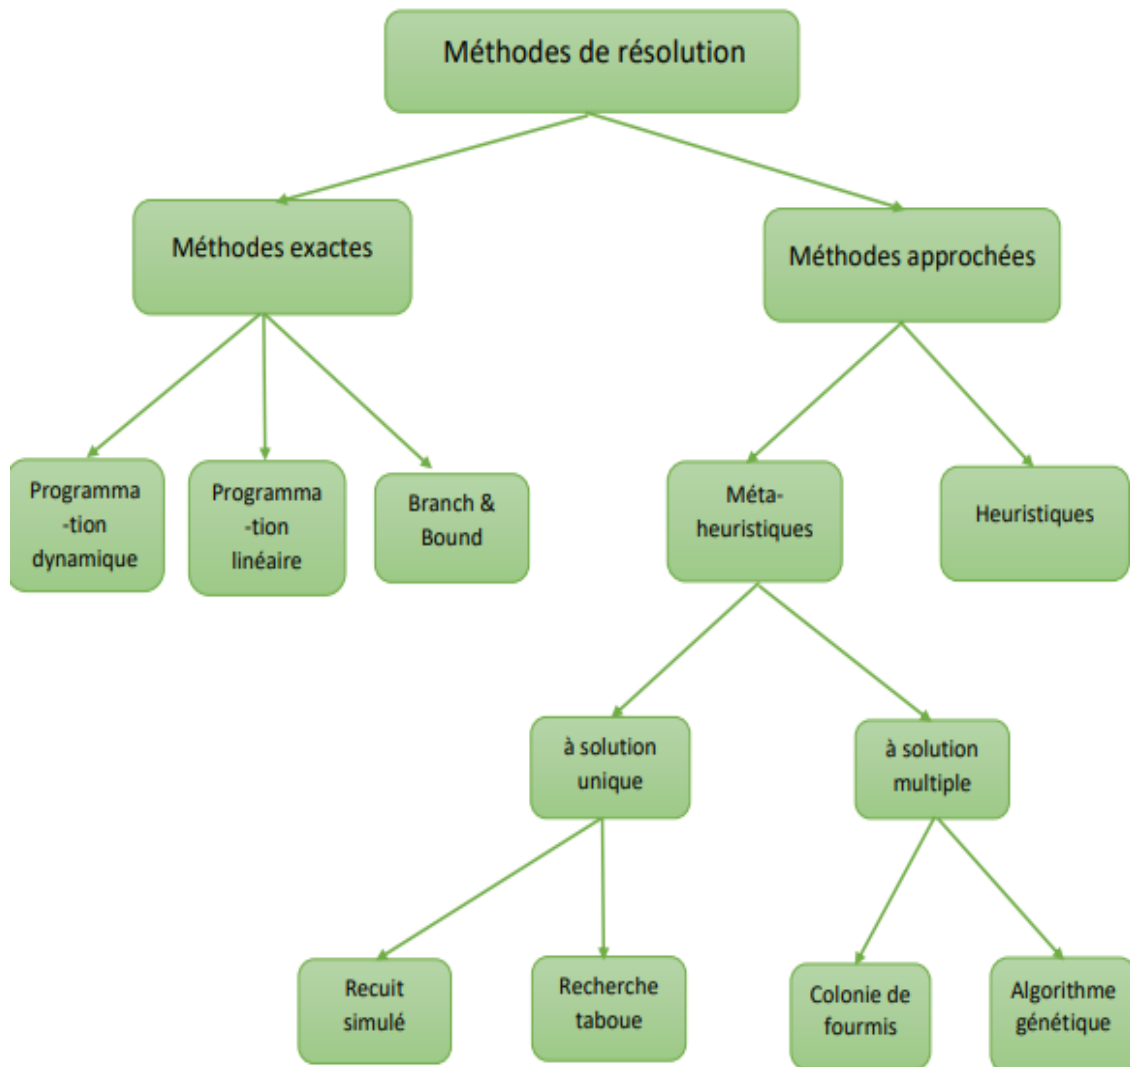 Méthodes de résolution
Méthodes exactes
Méthodes approchées
Programma
-tion
dynamique
Programma
-tion
linéaire
Branch &
Bound
Méta-
heuristiques
Heuristiques
à solution
unique
à solution
multiple
Recuit
simulé
Recherche
taboue
Colonie de
fourmis
Algorithme
génétique